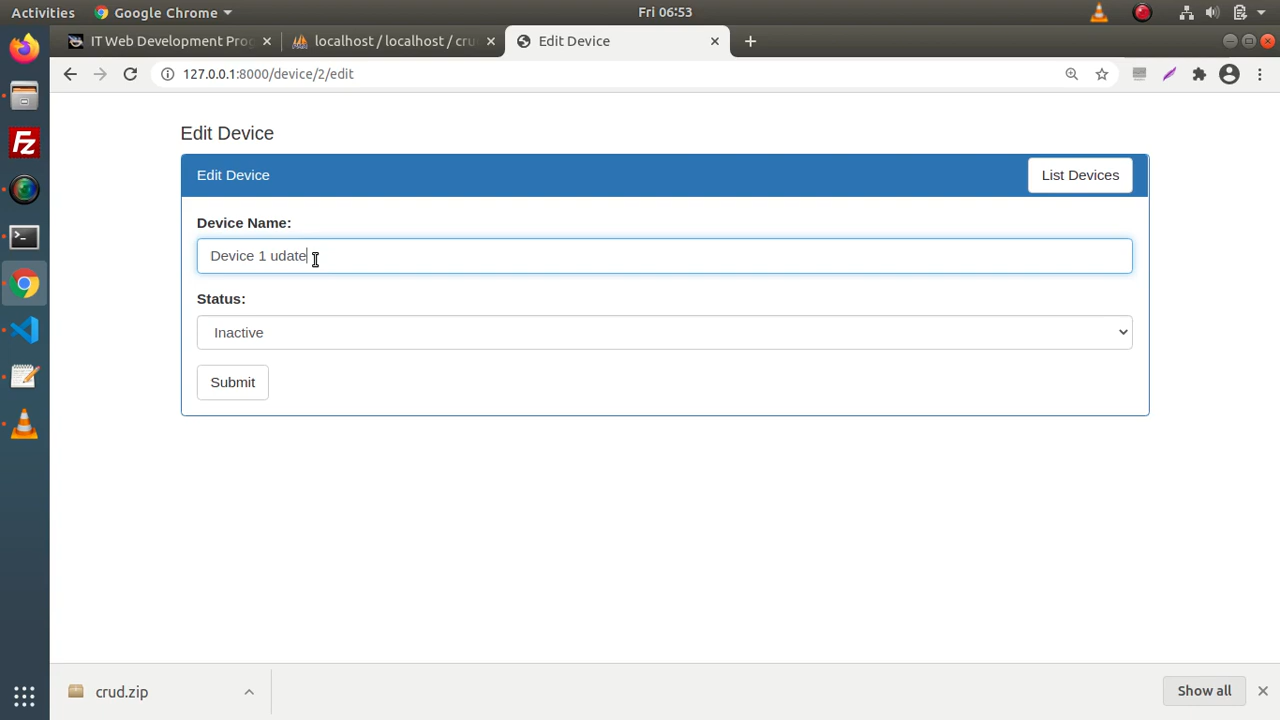 Activities
Google Chrome
Fri 06:53
IT Web Development Prog
localhost / localhost / cru
Edit Device
127.0.0.1:8000/device/2/edit
Edit Device
Edit Device
List Devices
Device Name:
Device 1 udate
Status:
Inactive
Submit
crud.zip
Show all